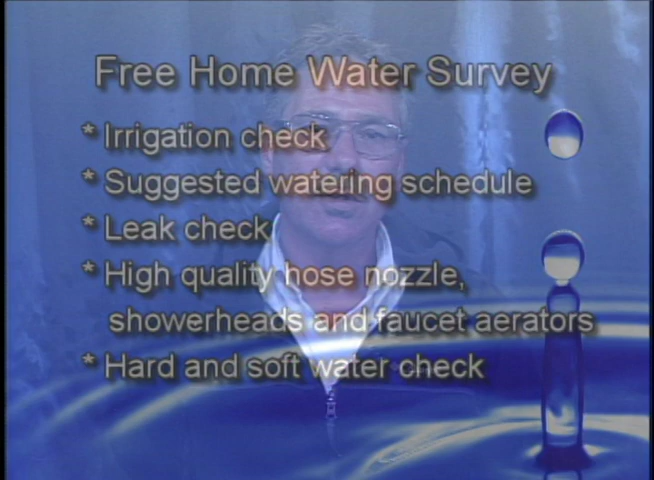 Free Home Water Survey
* Irrigation check
* Suggested watering schedule
* Leak check
* High quality hose nozzle,
showerheads and faucet aerators
* Hard and soft water check